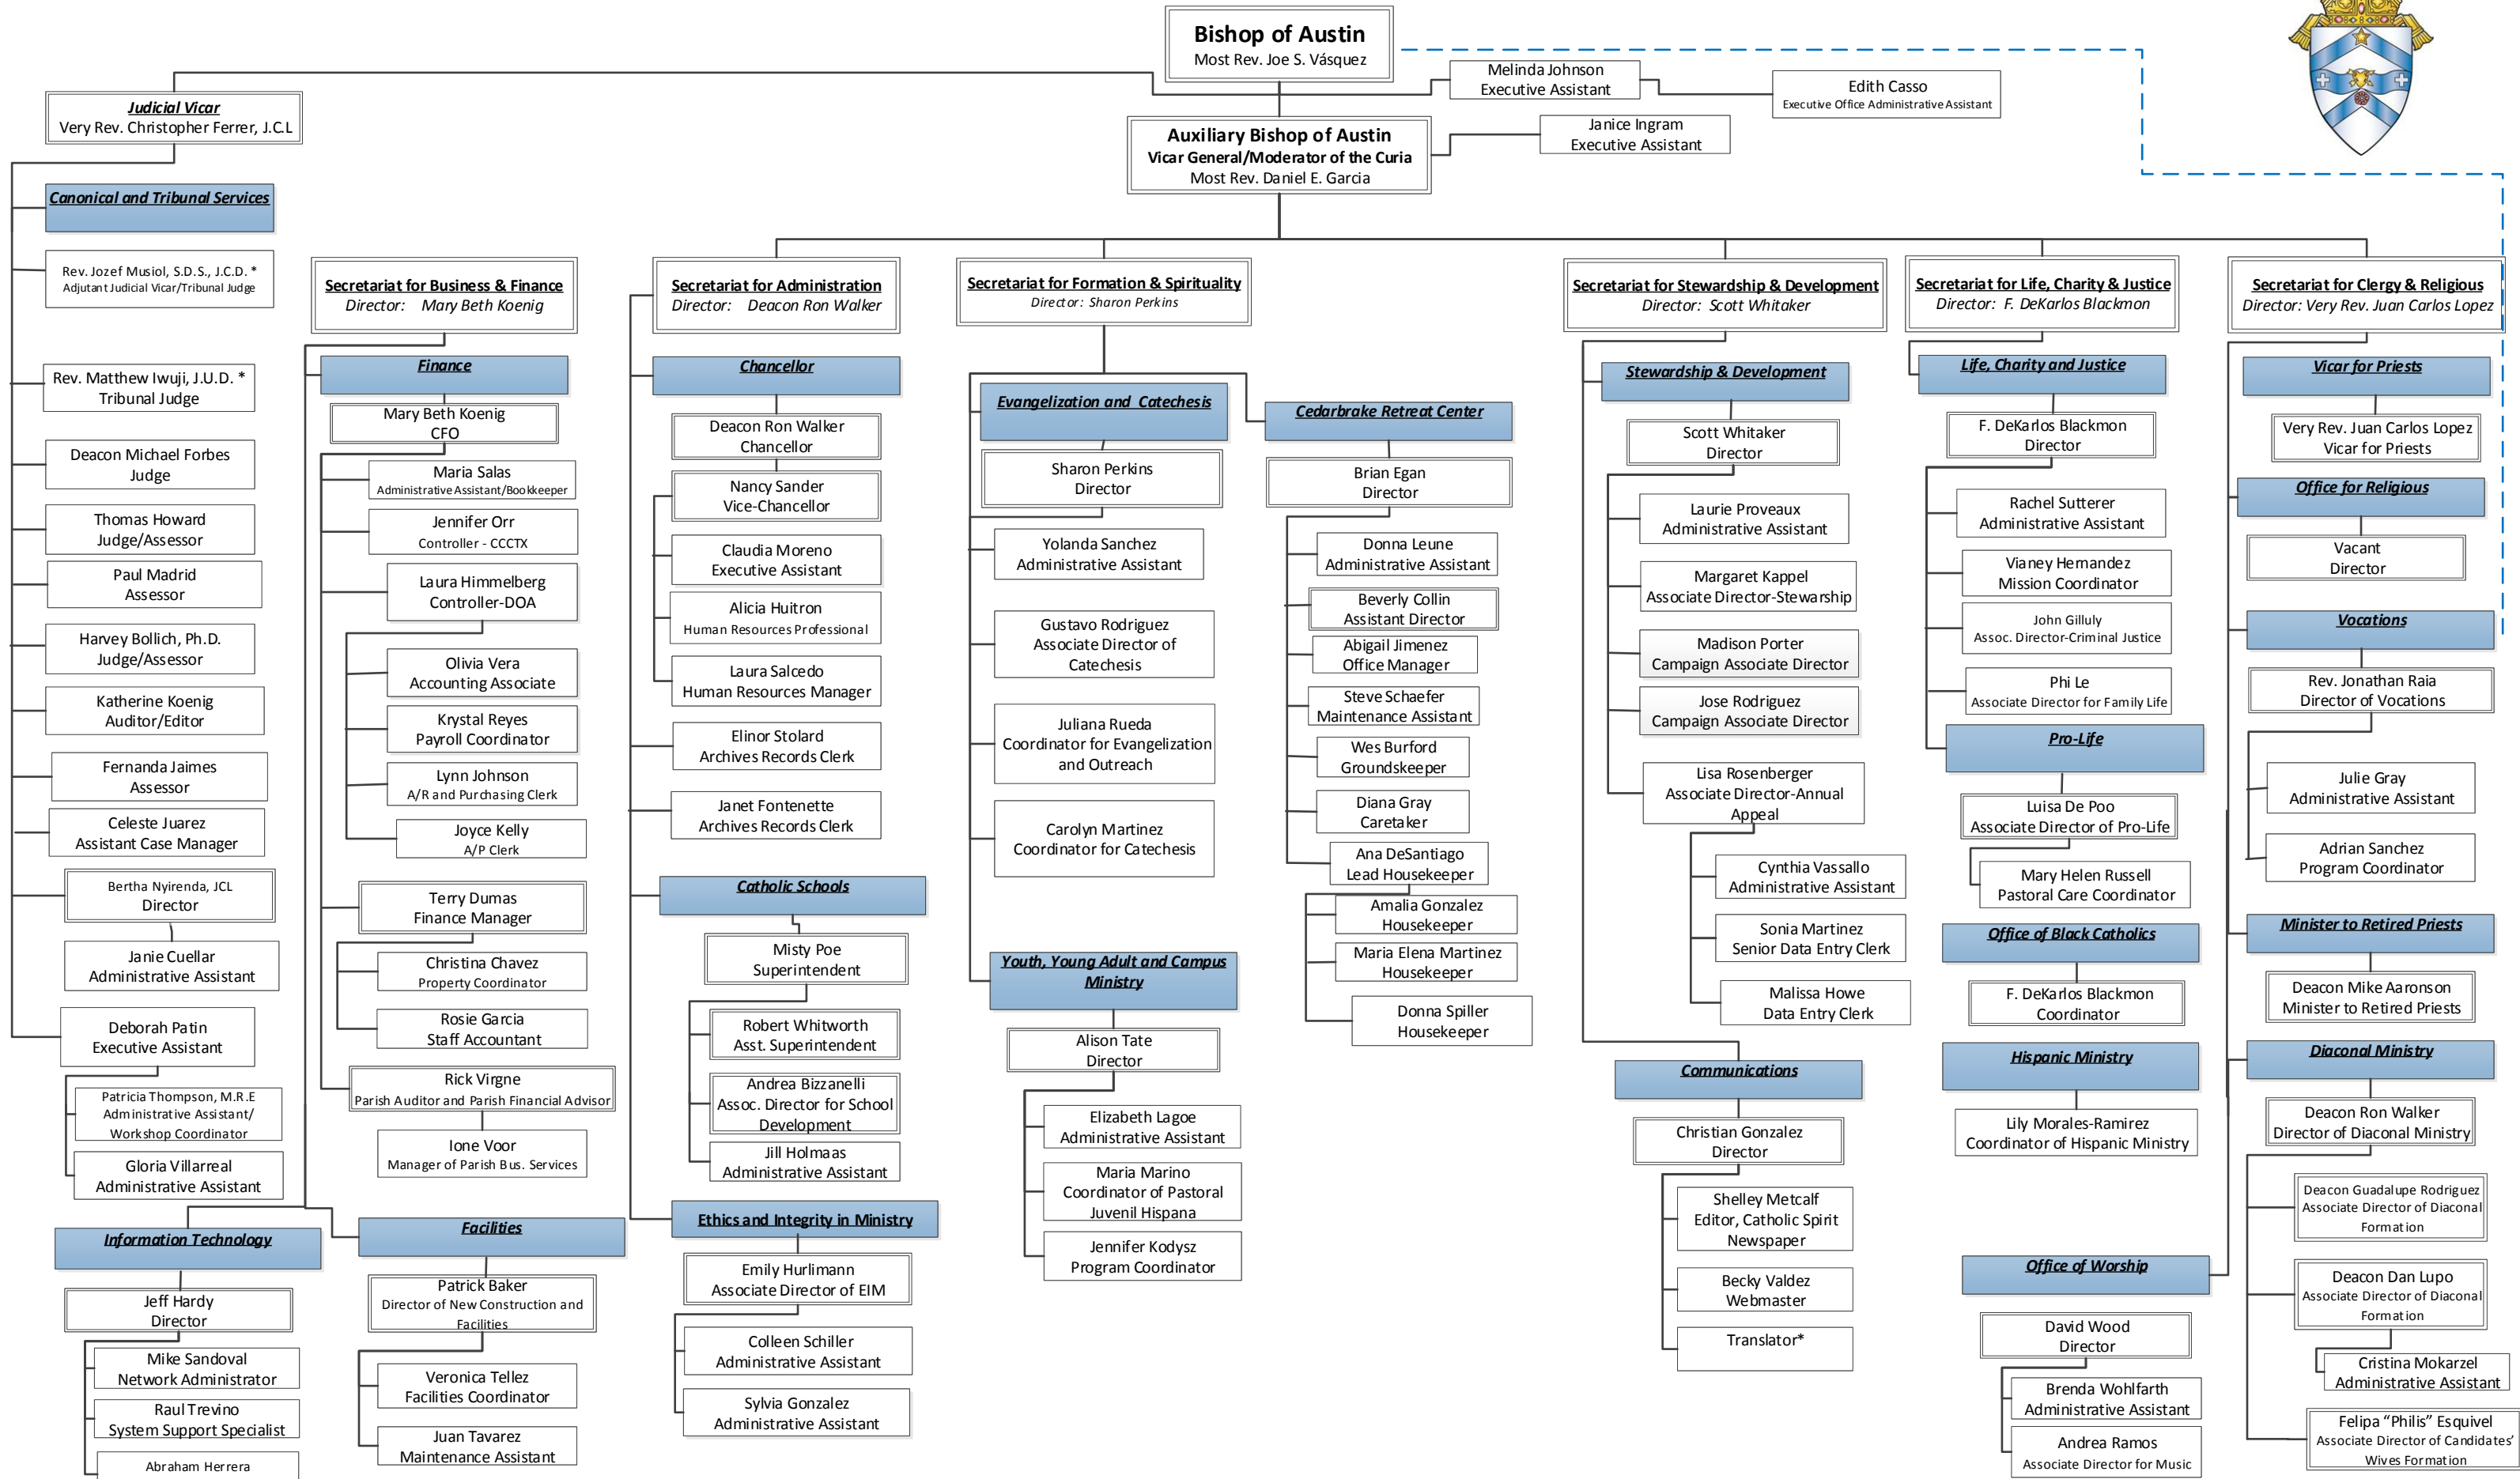 Bishop of Austin
Most Rev. Joe S. Vásquez
Melinda Johnson
Executive Assistant
Edith Casso
Executive Office Administrative Assistant
Judicial Vicar
Very Rev. Christopher Ferrer, J.C.L
Auxiliary Bishop of Austin
Vicar General/Moderator of the Curia
Most Rev. Daniel E. Garcia
Janice Ingram
Executive Assistant
Canonical and Tribunal Services
Rev. Jozef Musiol, S.D.S., J.C.D. *
Adjutant Judicial Vicar/Tribunal Judge
Rev. Matthew Iwuji, J.U.D. *
Tribunal Judge
Deacon Michael Forbes
Judge
Thomas Howard
Judge/Assessor
Paul Madrid
Assessor
Harvey Bollich, Ph.D.
Judge/Assessor
Katherine Koenig
Auditor/Editor
Fernanda Jaimes
Assessor
Celeste Juarez
Assistant Case Manager
Bertha Nyirenda, JCL
Director
Janie Cuellar
Administrative Assistant
Deborah Patin
Executive Assistant
Patricia Thompson, M.R.E
Administrative Assistant/
Workshop Coordinator
Gloria Villarreal
Administrative Assistant
Secretariat for Business & Finance
Director: Mary Beth Koenig
Finance
Mary Beth Koenig
CFO
Maria Salas
Administrative Assistant/Bookkeeper
Jennifer Orr
Controller - CCCTX
Laura Himmelberg
Controller-DOA
Olivia Vera
Accounting Associate
Krystal Reyes
Payroll Coordinator
Lynn Johnson
A/R and Purchasing Clerk
Joyce Kelly
A/P Clerk
Terry Dumas
Finance Manager
Christina Chavez
Property Coordinator
Rosie Garcia
Staff Accountant
Rick Virgne
Parish Auditor and Parish Financial Advisor
Ione Voor
Manager of Parish Bus. Services
Information Technology
Jeff Hardy
Director
Mike Sandoval
Network Administrator
Raul Trevino
System Support Specialist
Abraham Herrera
Facilities
Patrick Baker
Director of New Construction and
Facilities
Veronica Tellez
Facilities Coordinator
Juan Tavarez
Maintenance Assistant
Secretariat for Administration
Director: Deacon Ron Walker
Chancellor
Deacon Ron Walker
Chancellor
Nancy Sander
Vice-Chancellor
Claudia Moreno
Executive Assistant
Alicia Huitron
Human Resources Professional
Laura Salcedo
Human Resources Manager
Elinor Stolard
Archives Records Clerk
Janet Fontenette
Archives Records Clerk
Catholic Schools
Misty Poe
Superintendent
Robert Whitworth
Asst. Superintendent
Andrea Bizzanelli
Assoc. Director for School
Development
Jill Holmaas
Administrative Assistant
Ethics and Integrity in Ministry
Emily Hurlimann
Associate Director of EIM
Colleen Schiller
Administrative Assistant
Sylvia Gonzalez
Administrative Assistant
Secretariat for Formation & Spirituality
Director: Sharon Perkins
Evangelization and Catechesis
Sharon Perkins
Director
Yolanda Sanchez
Administrative Assistant
Gustavo Rodriguez
Associate Director of
Catechesis
Juliana Rueda
Coordinator for Evangelization
and Outreach
Carolyn Martinez
Coordinator for Catechesis
Youth, Young Adult and Campus
Ministry
Alison Tate
Director
Elizabeth Lagoe
Administrative Assistant
Maria Marino
Coordinator of Pastoral
Juvenil Hispana
Jennifer Kodysz
Program Coordinator
Cedarbrake Retreat Center
Brian Egan
Director
Donna Leune
Administrative Assistant
Beverly Collin
Assistant Director
Abigail Jimenez
Office Manager
Steve Schaefer
Maintenance Assistant
Wes Burford
Groundskeeper
Diana Gray
Caretaker
Ana DeSantiago
Lead Housekeeper
Amalia Gonzalez
Housekeeper
Maria Elena Martinez
Housekeeper
Donna Spiller
Housekeeper
Secretariat for Stewardship & Development
Director: Scott Whitaker
Stewardship & Development
Scott Whitaker
Director
Laurie Proveaux
Administrative Assistant
Margaret Kappel
Associate Director-Stewarship
Madison Porter
Campaign Associate Director
Jose Rodriguez
Campaign Associate Director
Lisa Rosenberger
Associate Director-Annual
Appeal
Cynthia Vassallo
Administrative Assistant
Sonia Martinez
Senior Data Entry Clerk
Malissa Howe
Data Entry Clerk
Communications
Christian Gonzalez
Director
Shelley Metcalf
Editor, Catholic Spirit
Newspaper
Becky Valdez
Webmaster
Translator*
Secretariat for Life, Charity & Justice
Director: F. DeKarlos Blackmon
Life, Charity and Justice
F. DeKarlos Blackmon
Director
Rachel Sutterer
Administrative Assistant
Vianey Hernandez
Mission Coordinator
John Gilluly
Assoc. Director-Criminal Justice
Phi Le
Associate Director for Family Life
Pro-Life
Luisa De Poo
Associate Director of Pro-Life
Mary Helen Russell
Pastoral Care Coordinator
Office of Black Catholics
F. DeKarlos Blackmon
Coordinator
Hispanic Ministry
Lily Morales-Ramirez
Coordinator of Hispanic Ministry
Office of Worship
David Wood
Director
Brenda Wohlfarth
Administrative Assistant
Andrea Ramos
Associate Director for Music
Secretariat for Clergy & Religious
Director: Very Rev. Juan Carlos Lopez
Vicar for Priests
Very Rev. Juan Carlos Lopez
Vicar for Priests
Office for Religious
Vacant
Director
Vocations
Rev. Jonathan Raia
Director of Vocations
Julie Gray
Administrative Assistant
Adrian Sanchez
Program Coordinator
Minister to Retired Priests
Deacon Mike Aaronson
Minister to Retired Priests
Diaconal Ministry
Deacon Ron Walker
Director of Diaconal Ministry
Deacon Guadalupe Rodriguez
Associate Director of Diaconal
Formation
Deacon Dan Lupo
Associate Director of Diaconal
Formation
Cristina Mokarzel
Administrative Assistant
Felipa “Philis” Esquivel
Associate Director of Candidates’
Wives Formation